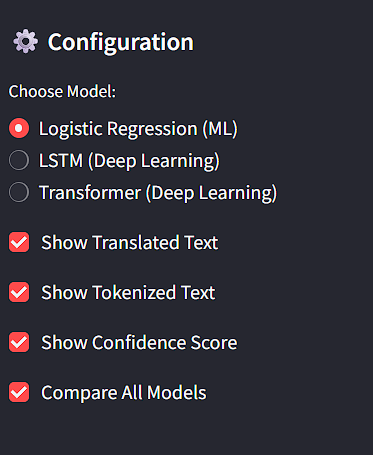 Configuration
Choose Model:
Logistic Regression (ML)
LSTM (Deep Learning)
Transformer (Deep Learning)
Show Translated Text
Show Tokenized Text
Show Confidence Score
Compare All Models